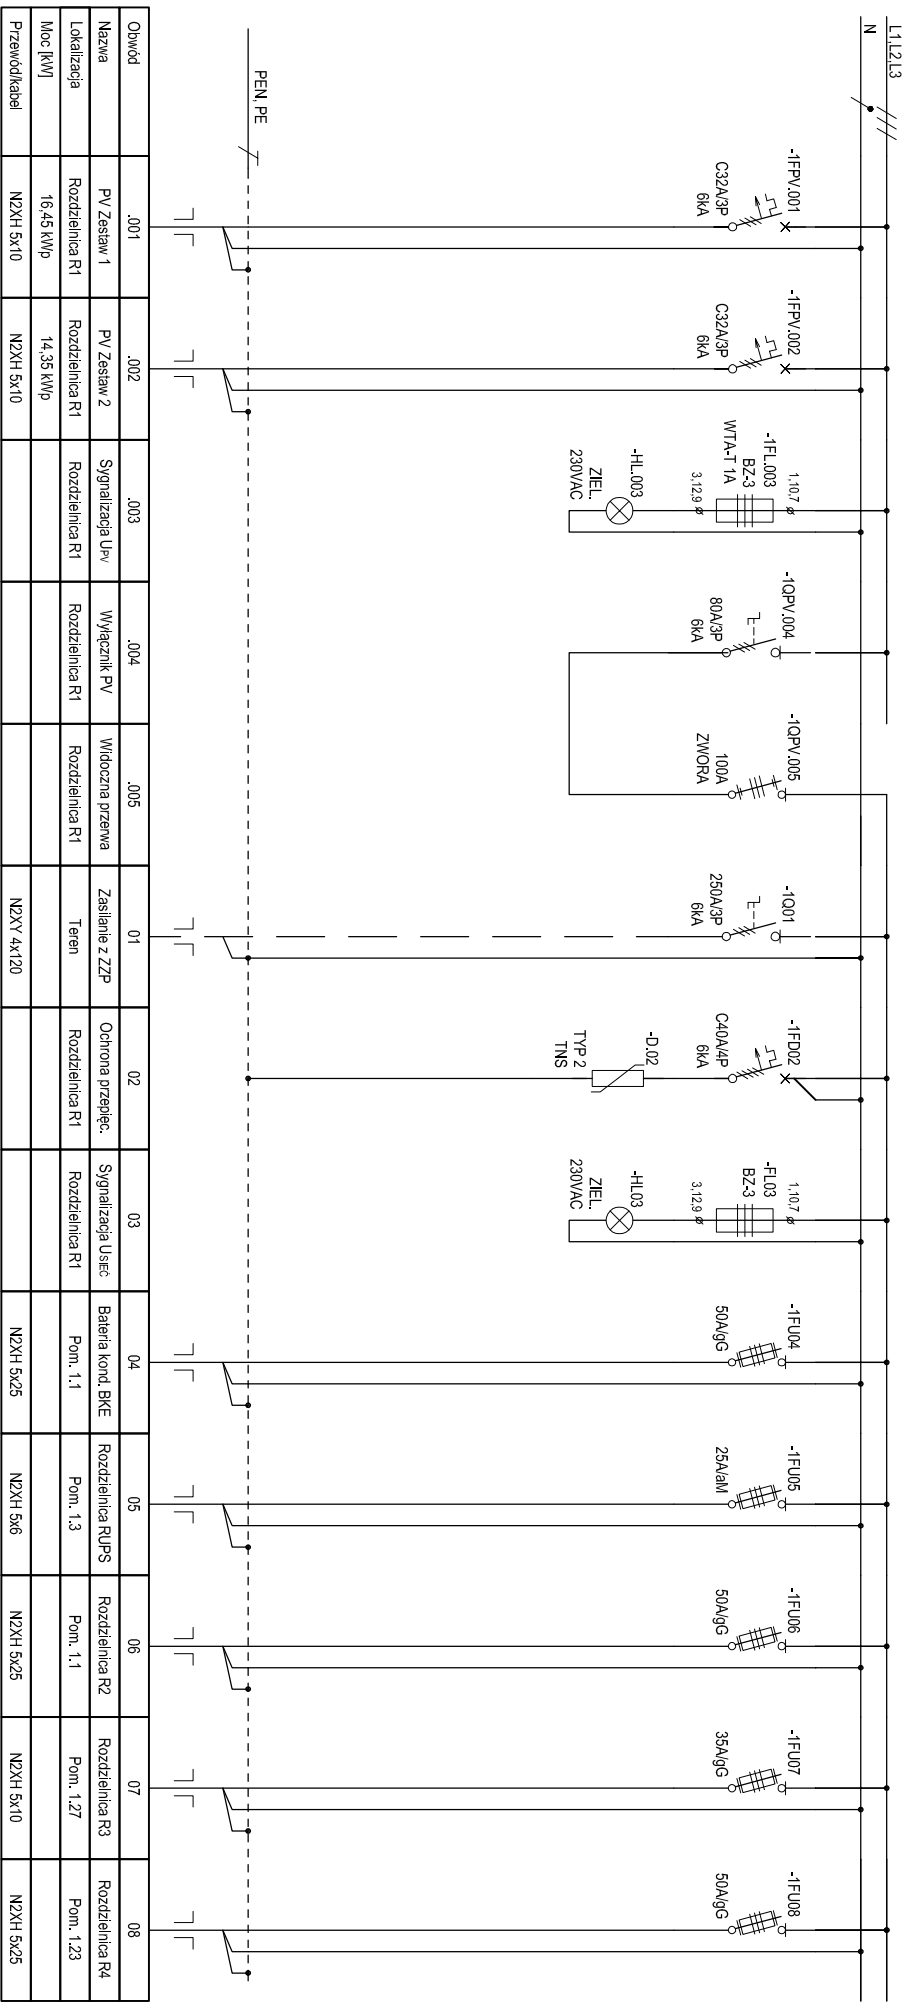 L1,L2,L3
N
PEN, PE
-1FPV.001
C32A/3P
6kA
-1FPV.002
C32A/3P
6kA
1,10,7
-1FL.003
BZ-3
WTA-T 1A
3,12,9
-HL.003
ZIEL.
230VAC
-1QPV.004
80A/3P
6kA
-1QPV.005
100A
ZWORA
-1Q01
250A/3P
6kA
-1FD02
C40A/4P
6kA
-D.02
TYP 2
TNS
1,10,7
-FL03
BZ-3
3,12,9
-HL03
ZIEL.
230VAC
-1FU04
50A/gG
-1FU05
25A/aM
-1FU06
50A/gG
-1FU07
35A/gG
-1FU08
50A/gG
Obwód .001 .002 .003 .004 .005 01 02 03 04 05 06 07 08
Nazwa PV Zestaw 1 PV Zestaw 2 Sygnalizacja UPV Wyłącznik PV Widoczna przerwa Zasilanie z ZZP Ochrona przepięc. Sygnalizacja USIEĆ Bateria kond. BKE Rozdzielnica RUPS Rozdzielnica R2 Rozdzielnica R3 Rozdzielnica R4
Lokalizacja Rozdzielnica R1 Rozdzielnica R1 Rozdzielnica R1 Rozdzielnica R1 Rozdzielnica R1 Teren Rozdzielnica R1 Rozdzielnica R1 Pom. 1.1 Pom. 1.3 Pom. 1.1 Pom. 1.27 Pom. 1.23
Moc [kW] 16,45 kWp 14,35 kWp
Przewód/kabel N2XH 5x10 N2XH 5x10 N2XY 4x120 N2XH 5x25 N2XH 5x6 N2XH 5x25 N2XH 5x10 N2XH 5x25